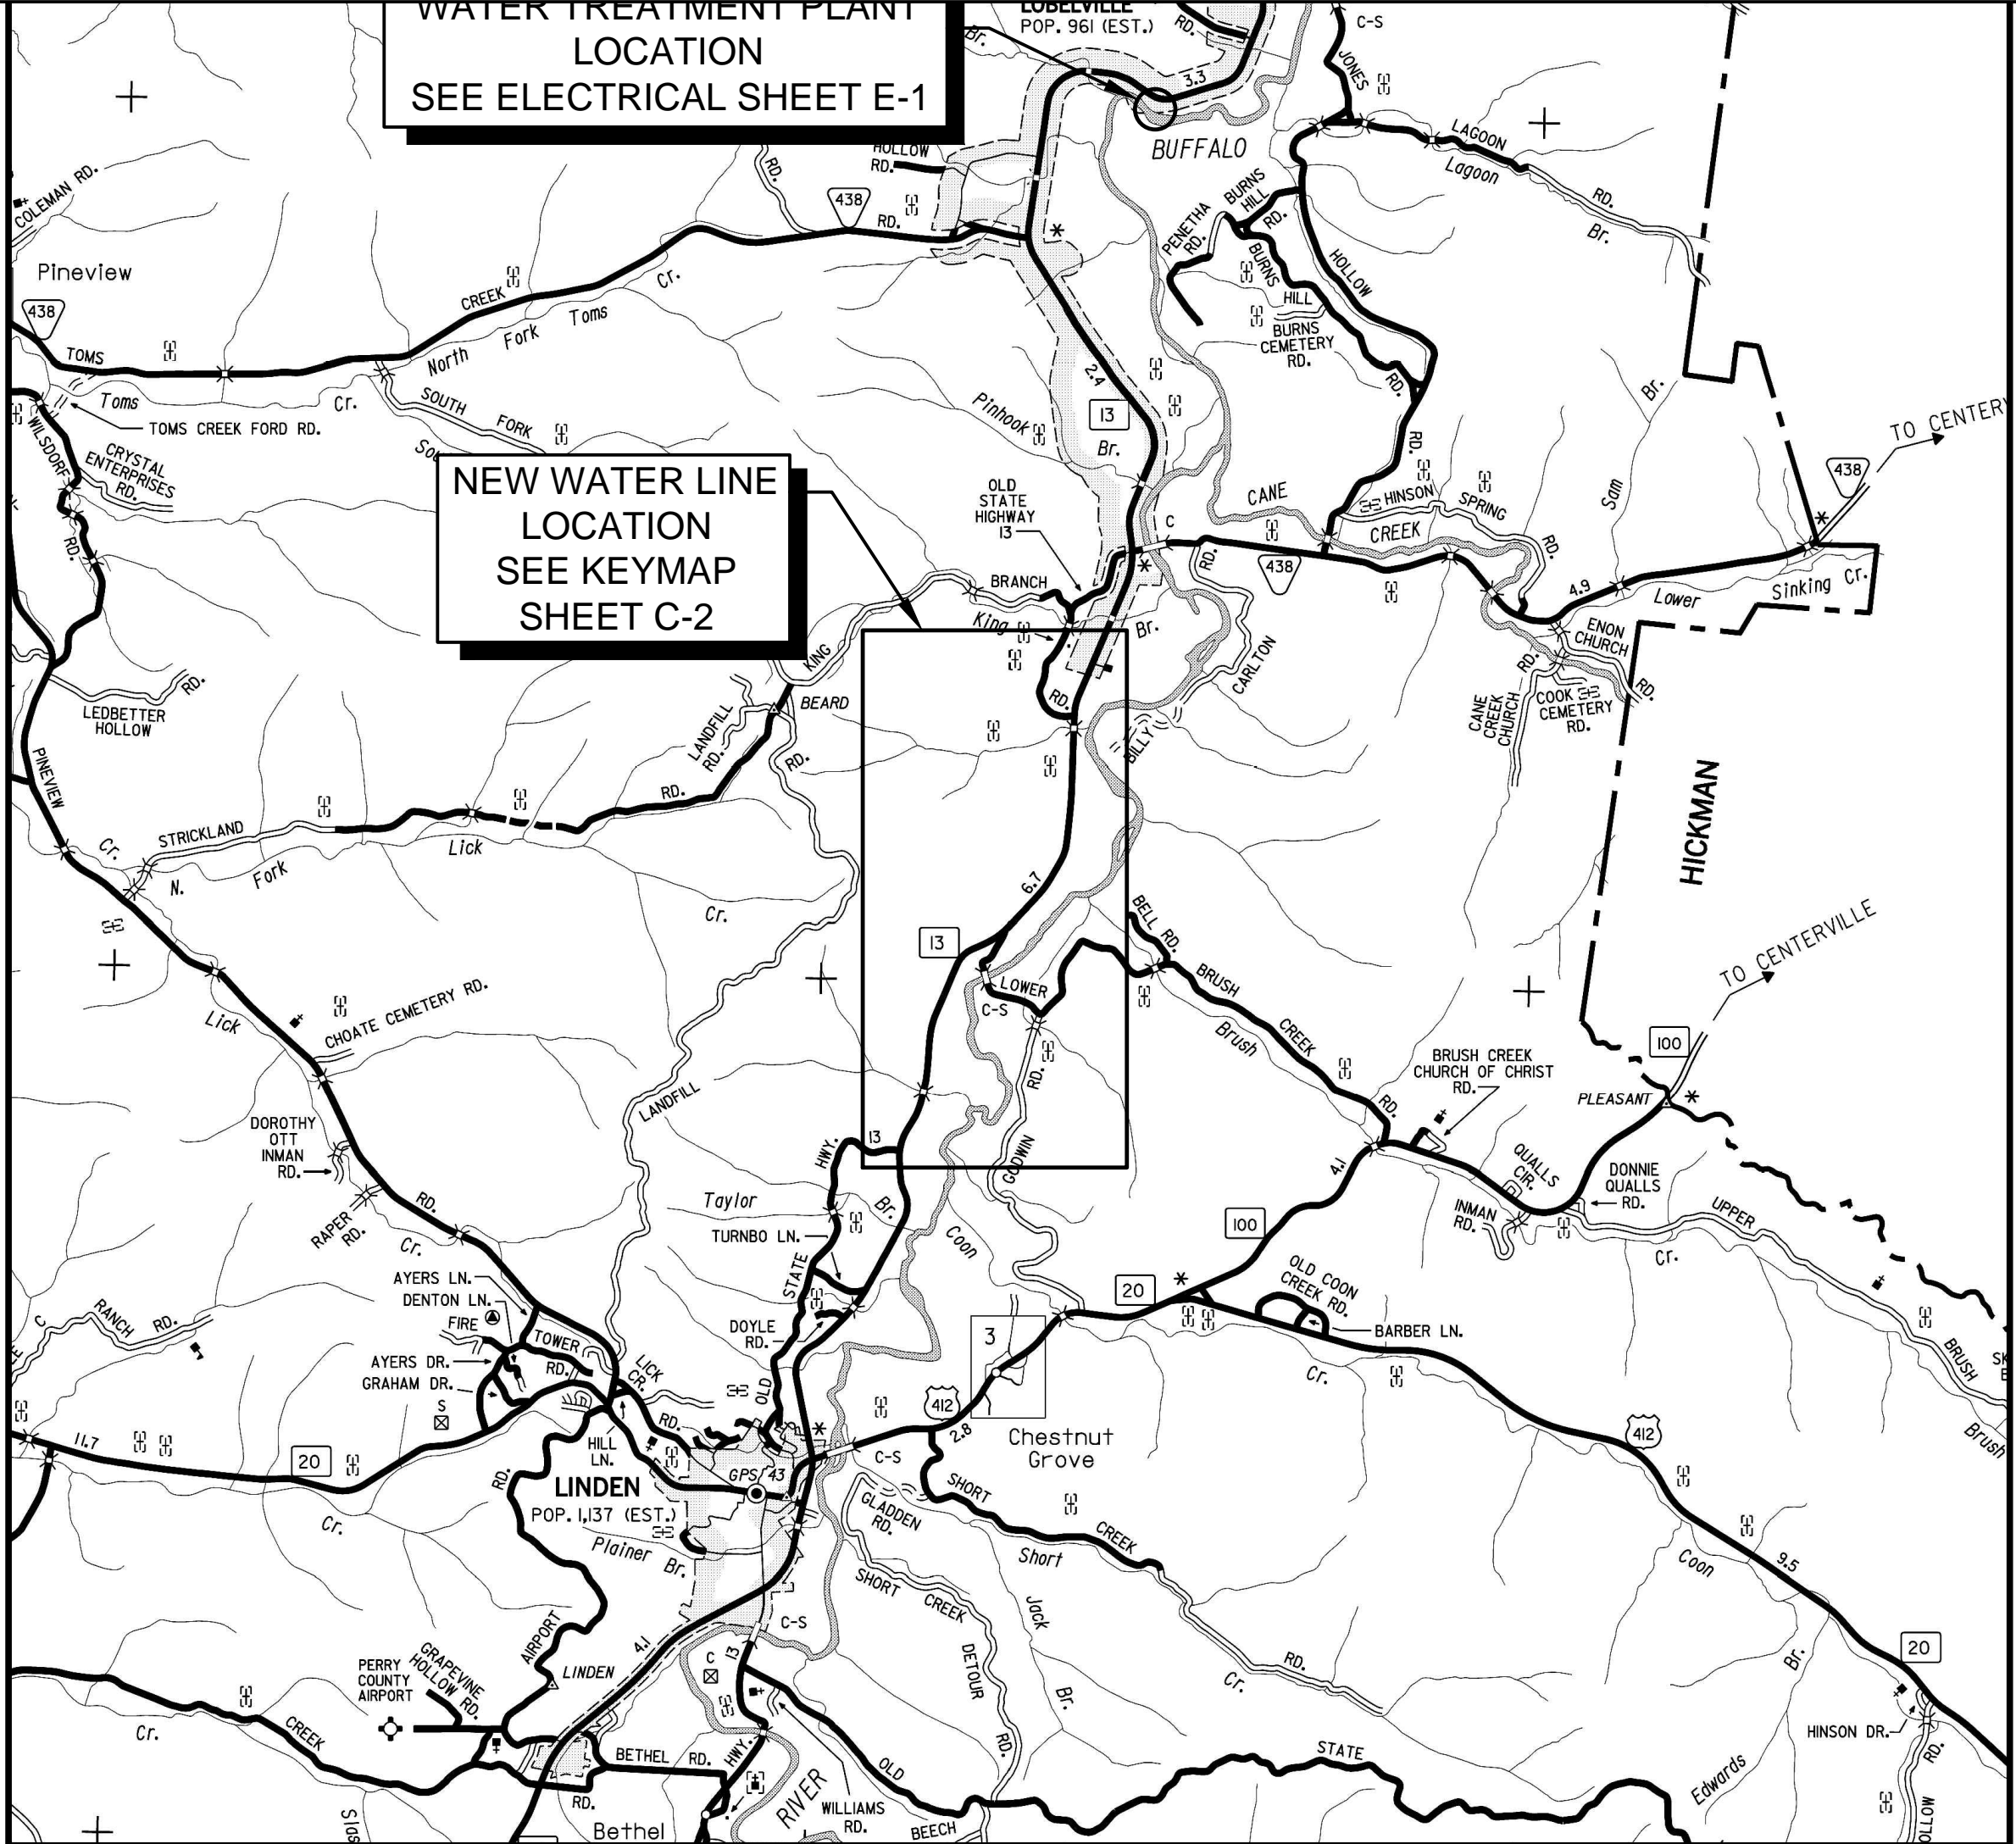 WATER TREATMENT PLANT
LOCATION
SEE ELECTRICAL SHEET E-1
LOBELVILLE
POP. 961 (EST.)
RD.
Br.
C-S
JONES
3.3
BUFFALO
LAGOON
Lagoon
RD.
Br.
HOLLOW
RD.
RD.
438
RD.
COLEMAN RD.
Pineview
438
TOMS
CREEK
North
Fork
Toms
Cr.
Toms
Cr.
TOMS CREEK FORD RD.
SOUTH
FORK
WILSDORF
RD.
CRYSTAL
ENTERPRISES
RD.
PENETHA
RD.
BURNS
HILL
RD.
BURNS
HILL
RD.
BURNS
CEMETERY
RD.
HOLLOW
RD.
2.4
13
Pinhook
Br.
NEW WATER LINE
LOCATION
SEE KEYMAP
SHEET C-2
OLD
STATE
HIGHWAY
13
C
CANE
CREEK
HINSON
SPRING
RD.
RD.
438
Sam
Br.
438
4.9
Lower
Sinking
Cr.
ENON
CHURCH
RD.
COOK
CEMETERY
RD.
CANE
CREEK
CHURCH
RD.
BRANCH
King
Br.
RD.
KING
BEARD
RD.
BILLY
CARLTON
LANDFILL
RD.
RD.
LEDBETTER
HOLLOW
RD.
PINEVIEW
STRICKLAND
Cr.
N.
Fork
Lick
Cr.
6.7
13
BELL RD.
LOWER
C-S
BRUSH
CREEK
RD.
Brush
HICKMAN
TO CENTERVILLE
100
PLEASANT
Lick
CHOATE CEMETERY RD.
LANDFILL
RD.
GODWIN
BRUSH CREEK
CHURCH OF CHRIST
RD.
DOROTHY
OTT
INMAN
RD.
HWY.
13
Taylor
Br.
TURNBO LN.
STATE
Coon
4.1
QUALLS
CIR.
DONNIE
QUALLS
RD.
INMAN
RD.
UPPER
Cr.
BRUSH
Brush
RAPER
RD.
RD.
Cr.
AYERS LN.
DENTON LN.
FIRE
TOWER
RD.
AYERS DR.
GRAHAM DR.
S
RANCH
RD.
C
DOYLE
RD.
OLD
LICK
CR.
RD.
HILL
LN.
100
20
OLD COON
CREEK RD.
BARBER LN.
3
412
2.8
Chestnut
Grove
Cr.
412
11.7
20
Cr.
RD.
LINDEN
POP. 1,137 (EST.)
GPS 43
Plainer
Br.
C-S
GLADDEN
RD.
SHORT
CREEK
Short
SHORT
CREEK
DETOUR
RD.
Jack
Br.
RD.
Cr.
Coon
9.5
20
Br.
HINSON DR.
RD.
AIRPORT
4.1
LINDEN
C-S
C
13
PERRY
COUNTY
AIRPORT
GRAPEVINE
HOLLOW RD.
CREEK
Cr.
BETHEL
RD.
HWY.
RD.
Bethel
RIVER
WILLIAMS
RD.
OLD
BEECH
STATE
Edwards